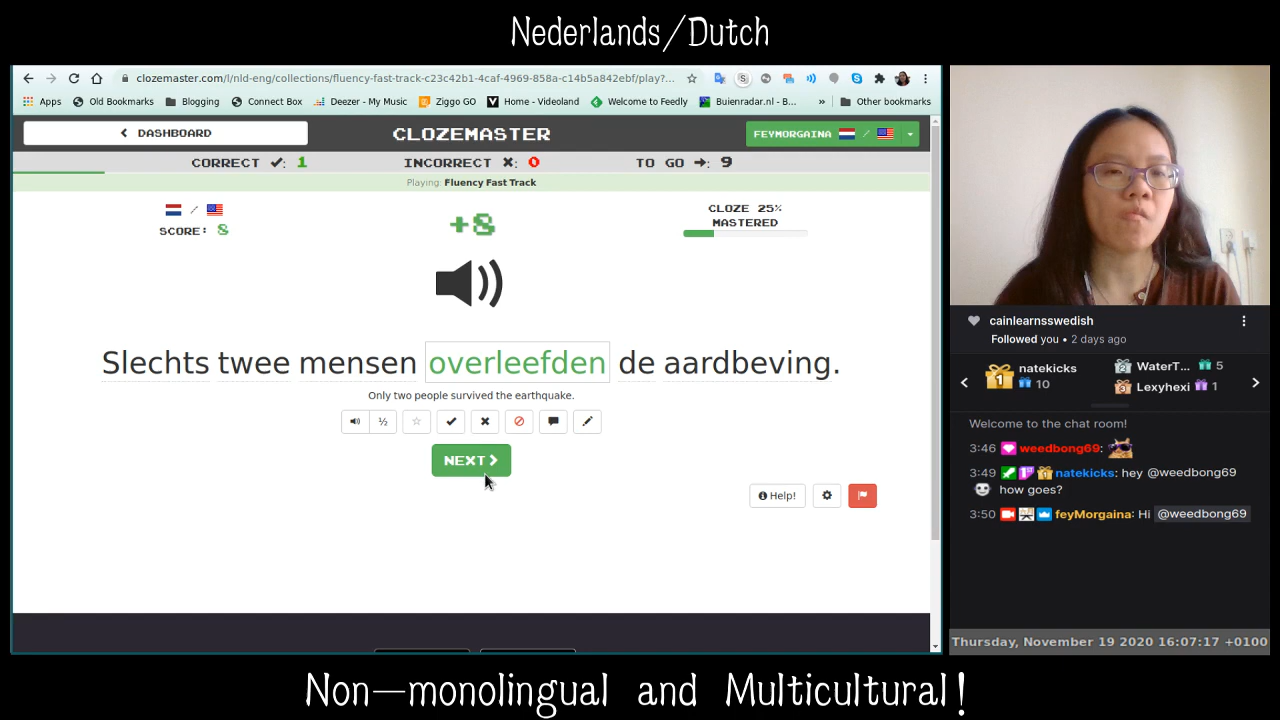 Nederlands/Dutch
clozemaster.com/l/nld-eng/collections/fluency-fast-track-c23c42b1-4caf-4969-858a-c14b5a842ebf/play?...
Apps Old Bookmarks Blogging Connect Box Deezer - My Music Ziggo GO Home - Videoland Welcome to Feedly Buienradar.nl - B... » Other bookmarks
DASHBOARD CLOZEMASTER FEYMORGAINA /
CORRECT ✔: 1 INCORRECT ✖: 0 TO GO →: 9
Playing: Fluency Fast Track
/
SCORE: 8
+8
CLOZE 25%
MASTERED
Slechts twee mensen overleefden de aardbeving.
Only two people survived the earthquake.
½
NEXT
Help!
cainlearnsswedish
Followed you • 2 days ago
1 natekicks
10
2 WaterT... 5
3 Lexyhexi 1
Welcome to the chat room!
3:46 weedbong69:
3:49 natekicks: hey @weedbong69
how goes?
3:50 feyMorgaina: Hi @weedbong69
Thursday, November 19 2020 16:07:17 +0100
Non-monolingual and Multicultural!